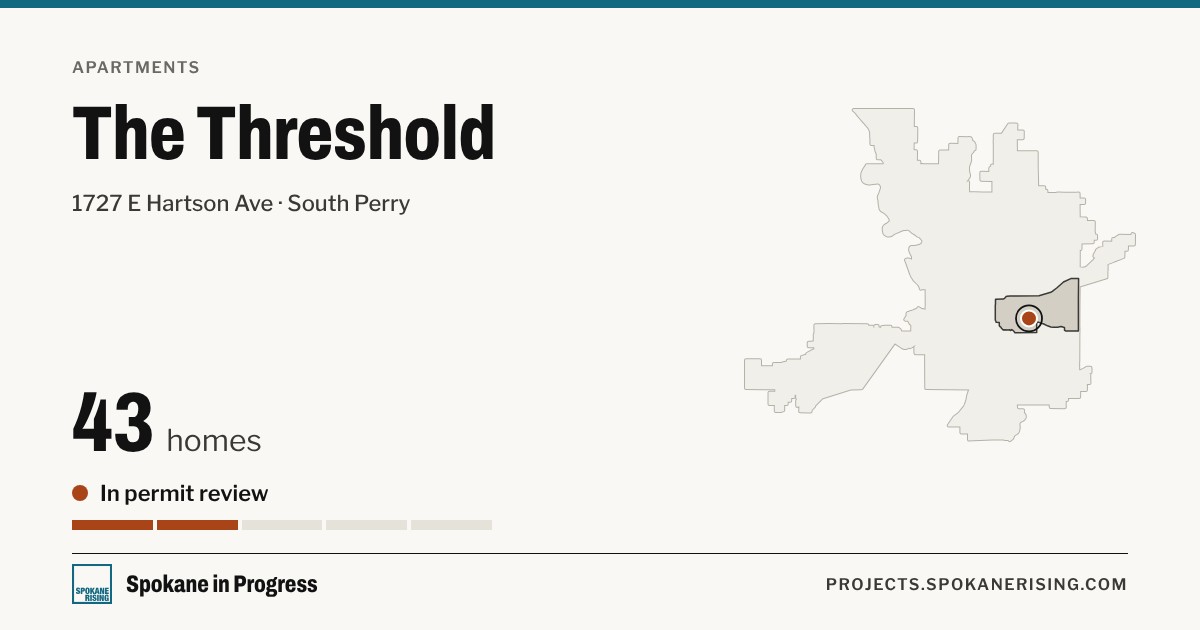 APARTMENTS
The Threshold
1727 E Hartson Ave · South Perry
43 homes
In permit review
SPOKANE
RISING
Spokane in Progress
PROJECTS.SPOKANERISING.COM